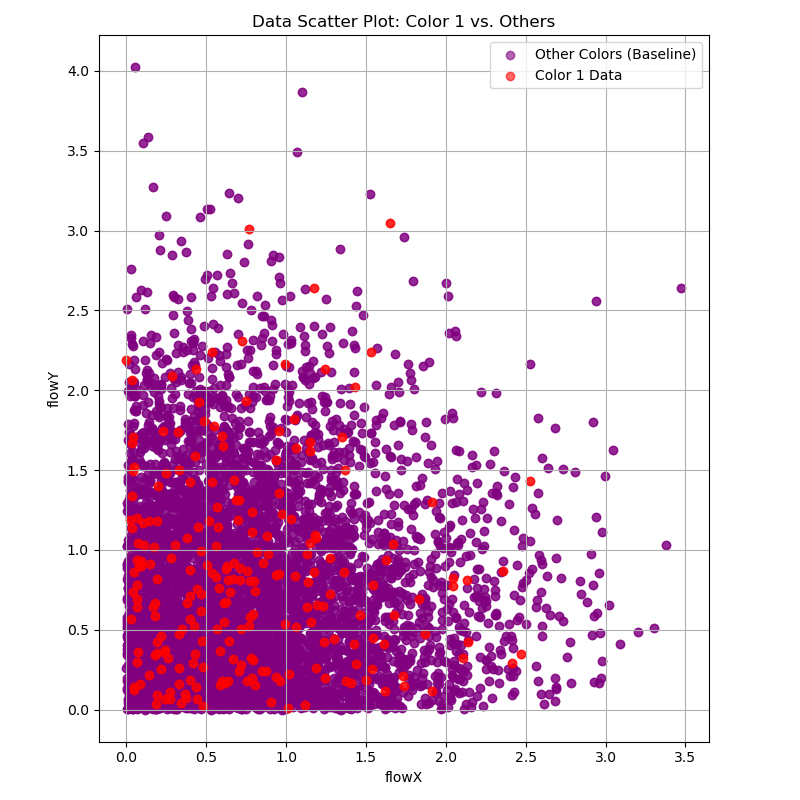 Data Scatter Plot: Color 1 vs. Others
Other Colors (Baseline)
Color 1 Data
flowY
4.0
3.5
3.0
2.5
2.0
1.5
1.0
0.5
0.0
0.0 0.5 1.0 1.5 2.0 2.5 3.0 3.5
flowX